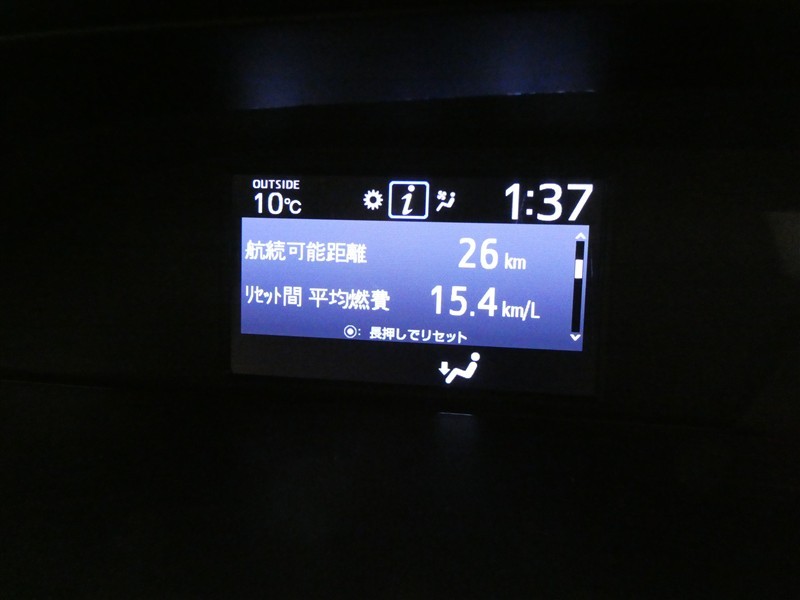 OUTSIDE
10℃
i
1:37
航続可能距離 26 km
ﾘｾｯﾄ間 平均燃費 15.4 km/L
◉: 長押しでリセット